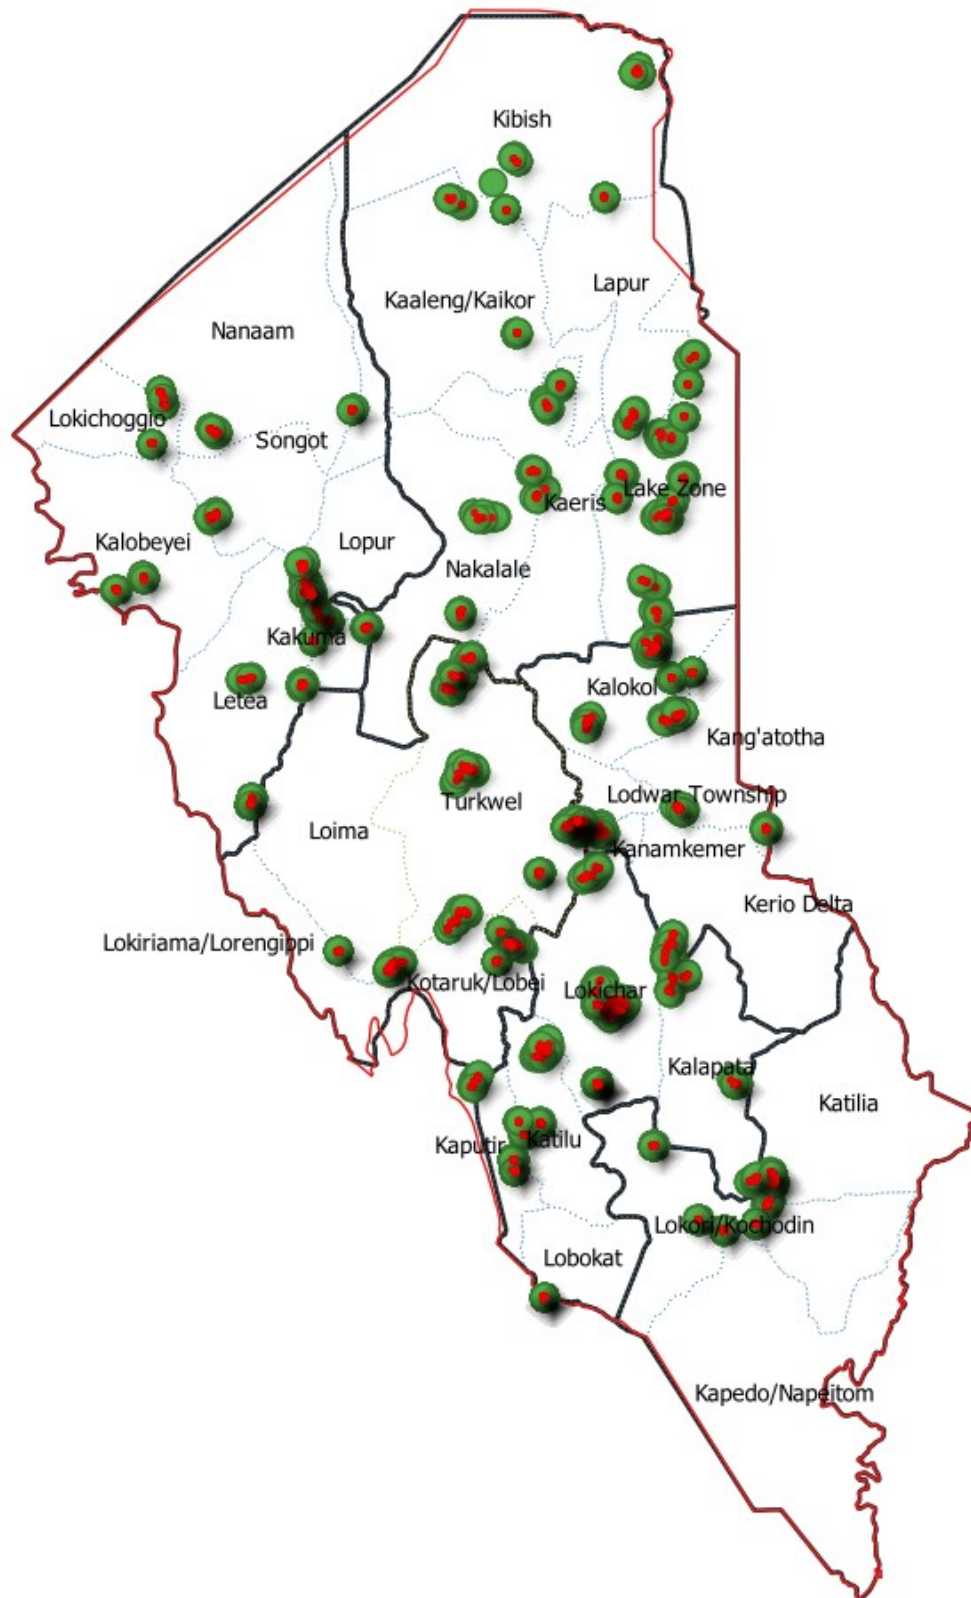 Kibish
Lapur
Kaaleng/Kaikor
Nanaam
Lokichoggio
Songot
Lake Zone
Kaeris
Kalobeyei
Lopur
Nakalale
Kakuma
Letea
Kalokol
Kang'atotha
Turkwel
Lodwar Township
Loima
Kanamkemer
Kerio Delta
Lokiriama/Lorengippi
Kotaruk/Lobei
Lokichar
Kalapata
Katilia
Kaputir
Katilu
Lokori/Kochodin
Lobokat
Kapedo/Napeitom